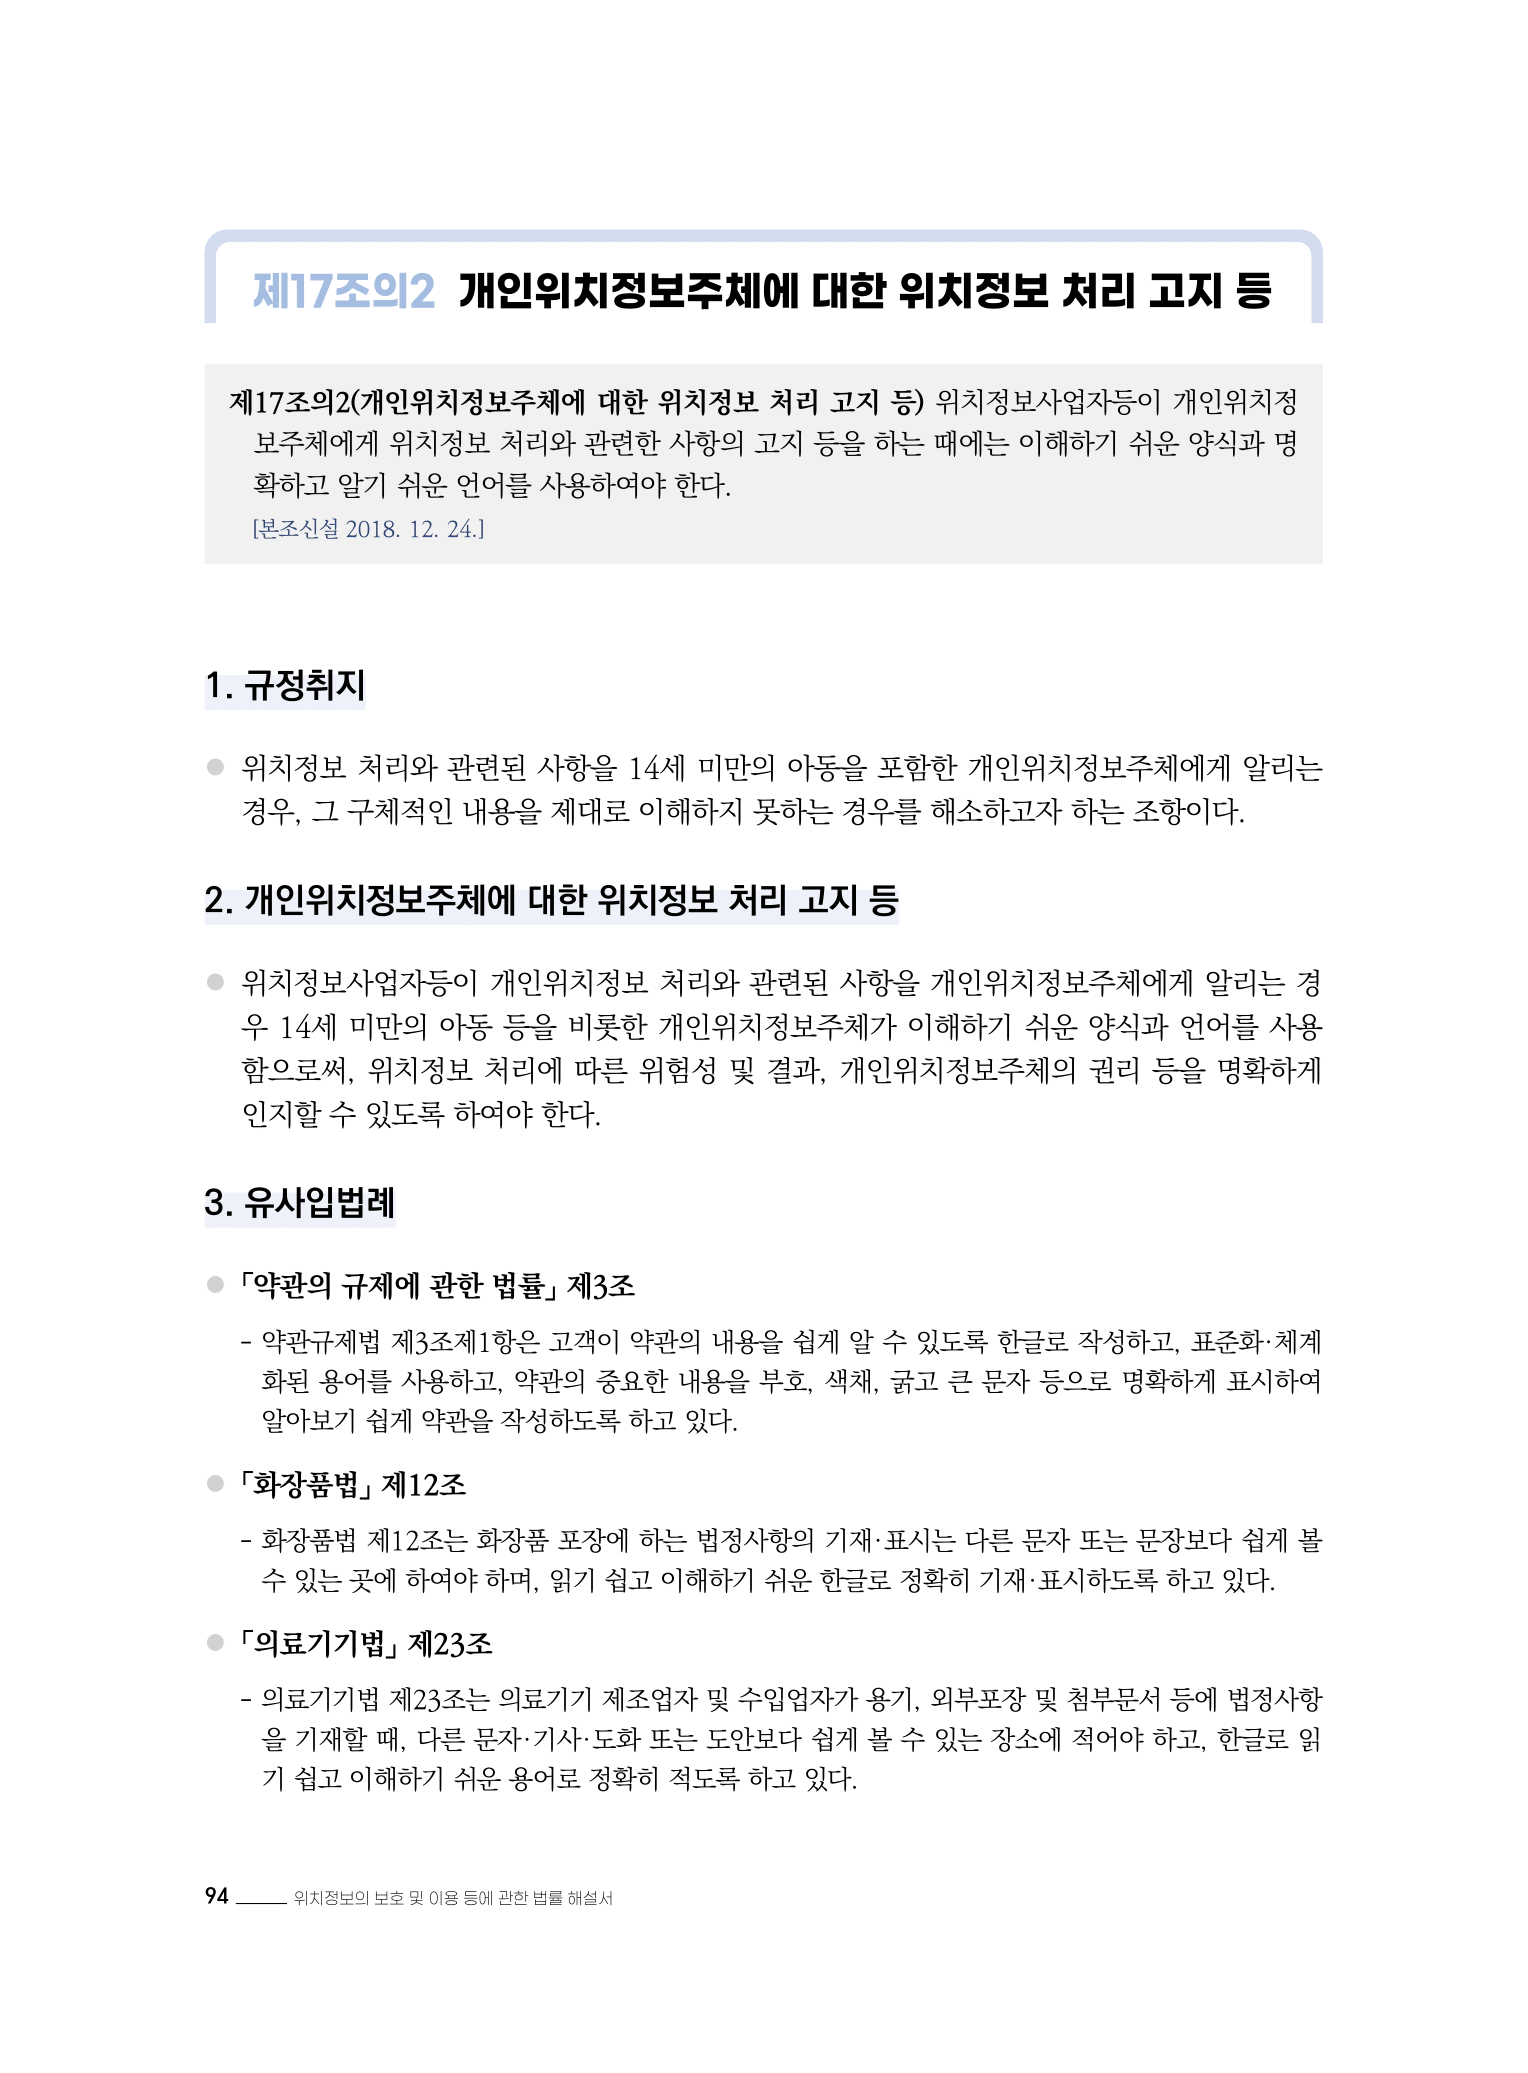 제17조의2 개인위치정보주체에 대한 위치정보 처리 고지 등
제17조의2(개인위치정보주체에 대한 위치정보 처리 고지 등) 위치정보사업자등이 개인위치정
보주체에게 위치정보 처리와 관련한 사항의 고지 등을 하는 때에는 이해하기 쉬운 양식과 명
확하고 알기 쉬운 언어를 사용하여야 한다.
[본조신설 2018. 12. 24.]
1. 규정취지
● 위치정보 처리와 관련된 사항을 14세 미만의 아동을 포함한 개인위치정보주체에게 알리는
경우, 그 구체적인 내용을 제대로 이해하지 못하는 경우를 해소하고자 하는 조항이다.
2. 개인위치정보주체에 대한 위치정보 처리 고지 등
● 위치정보사업자등이 개인위치정보 처리와 관련된 사항을 개인위치정보주체에게 알리는 경
우 14세 미만의 아동 등을 비롯한 개인위치정보주체가 이해하기 쉬운 양식과 언어를 사용
함으로써, 위치정보 처리에 따른 위험성 및 결과, 개인위치정보주체의 권리 등을 명확하게
인지할 수 있도록 하여야 한다.
3. 유사입법례
● 「약관의 규제에 관한 법률」 제3조
- 약관규제법 제3조제1항은 고객이 약관의 내용을 쉽게 알 수 있도록 한글로 작성하고, 표준화·체계
화된 용어를 사용하고, 약관의 중요한 내용을 부호, 색채, 굵고 큰 문자 등으로 명확하게 표시하여
알아보기 쉽게 약관을 작성하도록 하고 있다.
● 「화장품법」 제12조
- 화장품법 제12조는 화장품 포장에 하는 법정사항의 기재·표시는 다른 문자 또는 문장보다 쉽게 볼
수 있는 곳에 하여야 하며, 읽기 쉽고 이해하기 쉬운 한글로 정확히 기재·표시하도록 하고 있다.
● 「의료기기법」 제23조
- 의료기기법 제23조는 의료기기 제조업자 및 수입업자가 용기, 외부포장 및 첨부문서 등에 법정사항
을 기재할 때, 다른 문자·기사·도화 또는 도안보다 쉽게 볼 수 있는 장소에 적어야 하고, 한글로 읽
기 쉽고 이해하기 쉬운 용어로 정확히 적도록 하고 있다.
94 위치정보의 보호 및 이용 등에 관한 법률 해설서